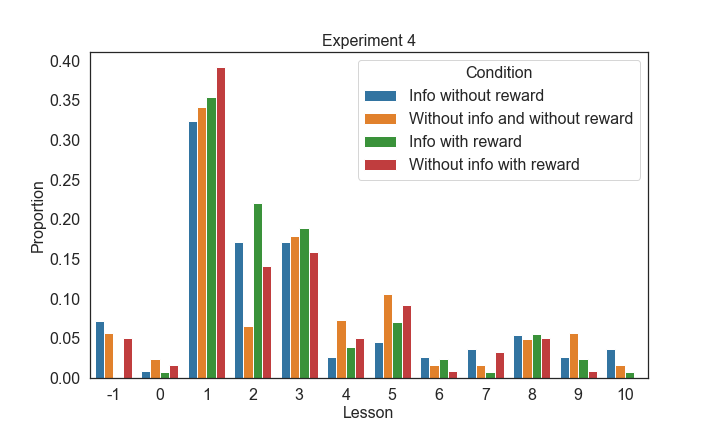 Experiment 4
Condition
Info without reward
Without info and without reward
Info with reward
Without info with reward
Proportion
0.40
0.35
0.30
0.25
0.20
0.15
0.10
0.05
0.00
-1 0 1 2 3 4 5 6 7 8 9 10
Lesson